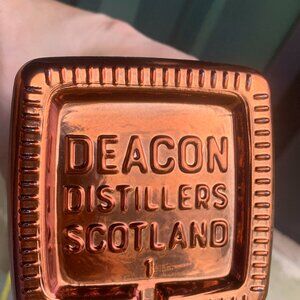 DEACON
DISTILLERS
SCOTLAND
1